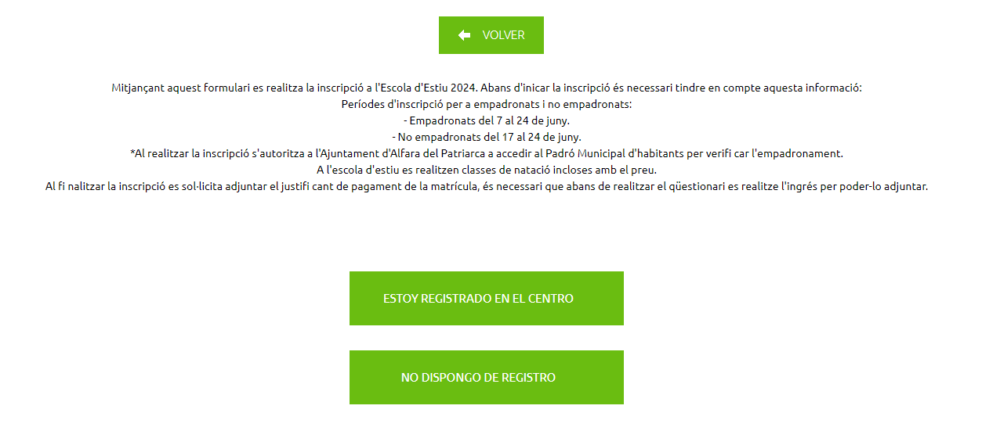 VOLVER
Mitjançant aquest formulari es realitza la inscripció a l'Escola d'Estiu 2024. Abans d'inicar la inscripció és necessari tindre en compte aquesta informació:
Períodes d'inscripció per a empadronats i no empadronats:
- Empadronats del 7 al 24 de juny.
- No empadronats del 17 al 24 de juny.
*Al realitzar la inscripció s'autoritza a l'Ajuntament d'Alfara del Patriarca a accedir al Padró Municipal d'habitants per verifi car l'empadronament.
A l'escola d'estiu es realitzen classes de natació incloses amb el preu.
Al fi nalitzar la inscripció es sol·licita adjuntar el justifi cant de pagament de la matrícula, és necessari que abans de realitzar el qüestionari es realitze l'ingrés per poder-lo adjuntar.
ESTOY REGISTRADO EN EL CENTRO
NO DISPONGO DE REGISTRO